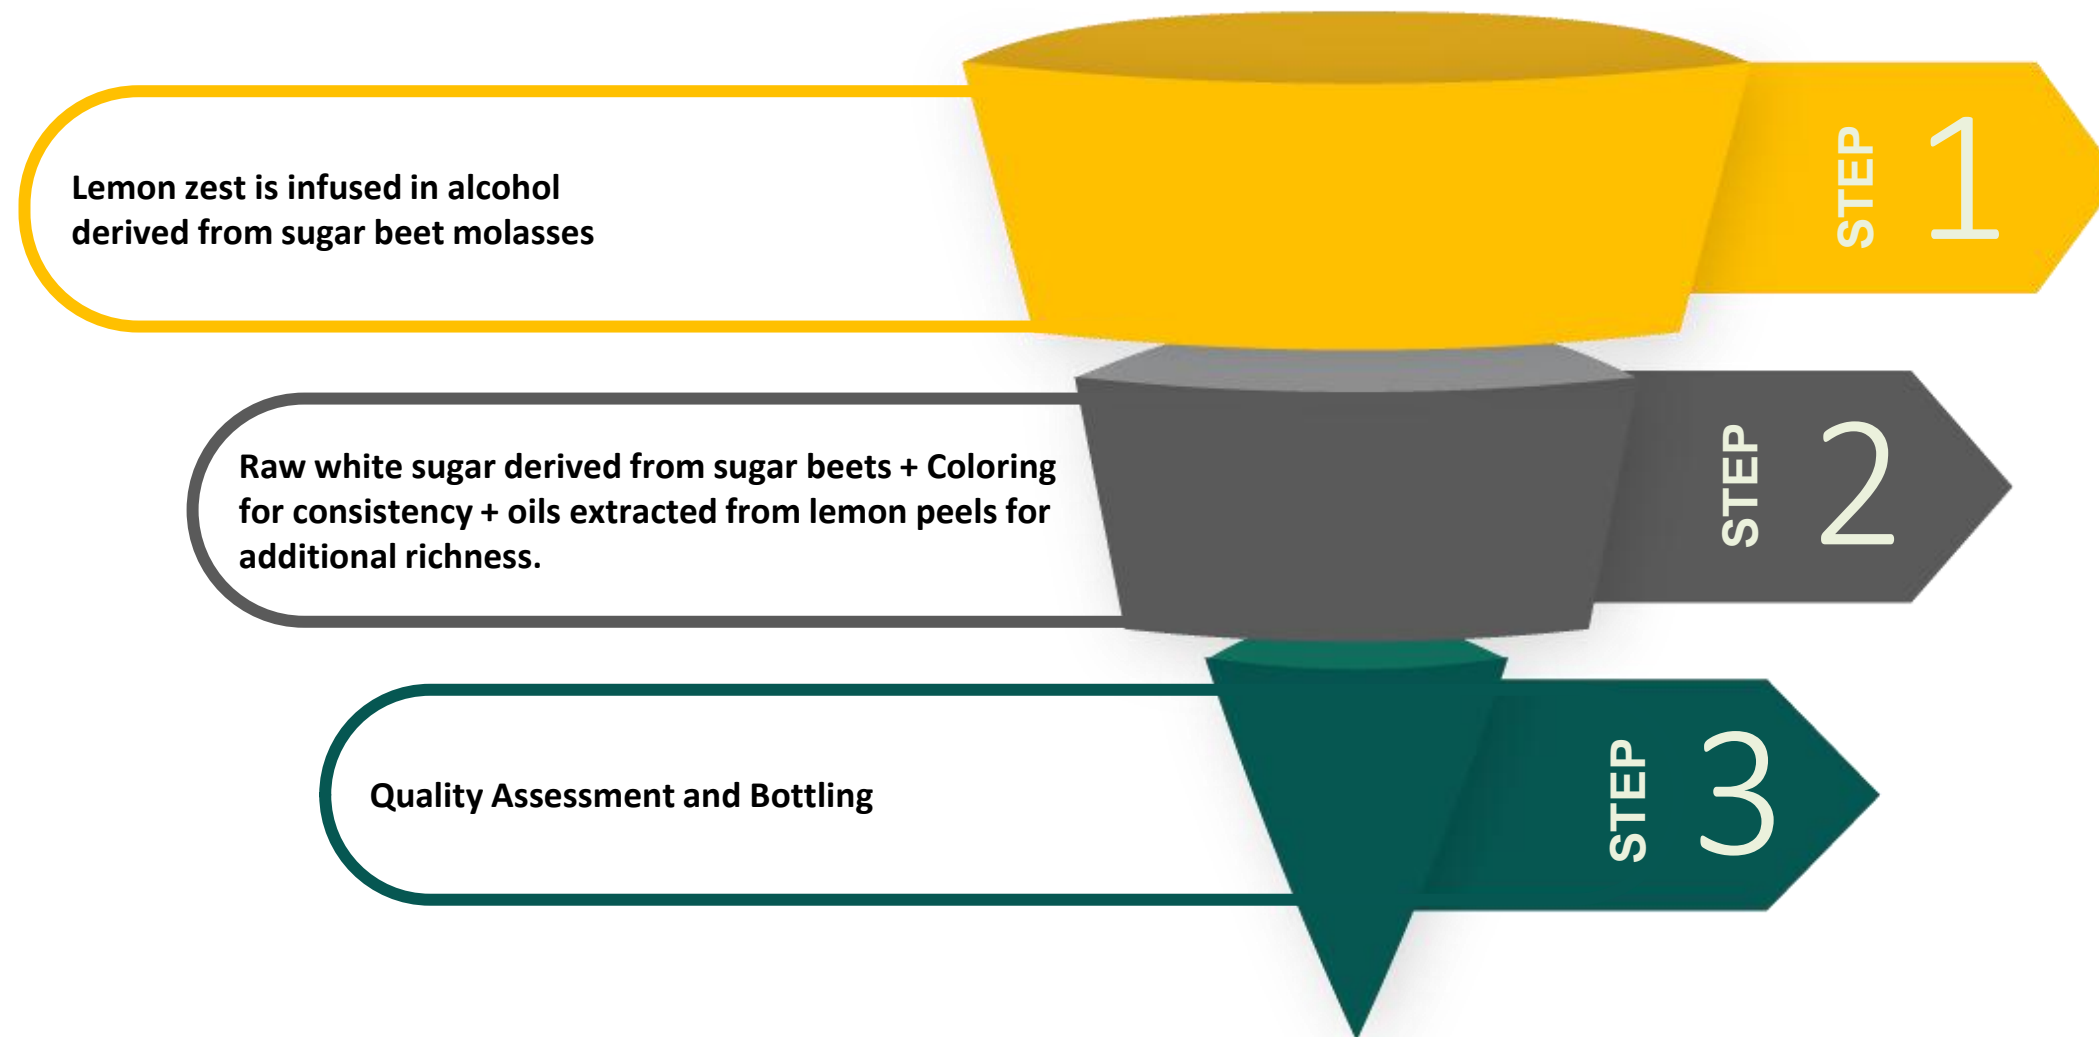 Lemon zest is infused in alcohol
derived from sugar beet molasses
STEP 1
Raw white sugar derived from sugar beets + Coloring
for consistency + oils extracted from lemon peels for
additional richness.
STEP 2
Quality Assessment and Bottling
STEP 3